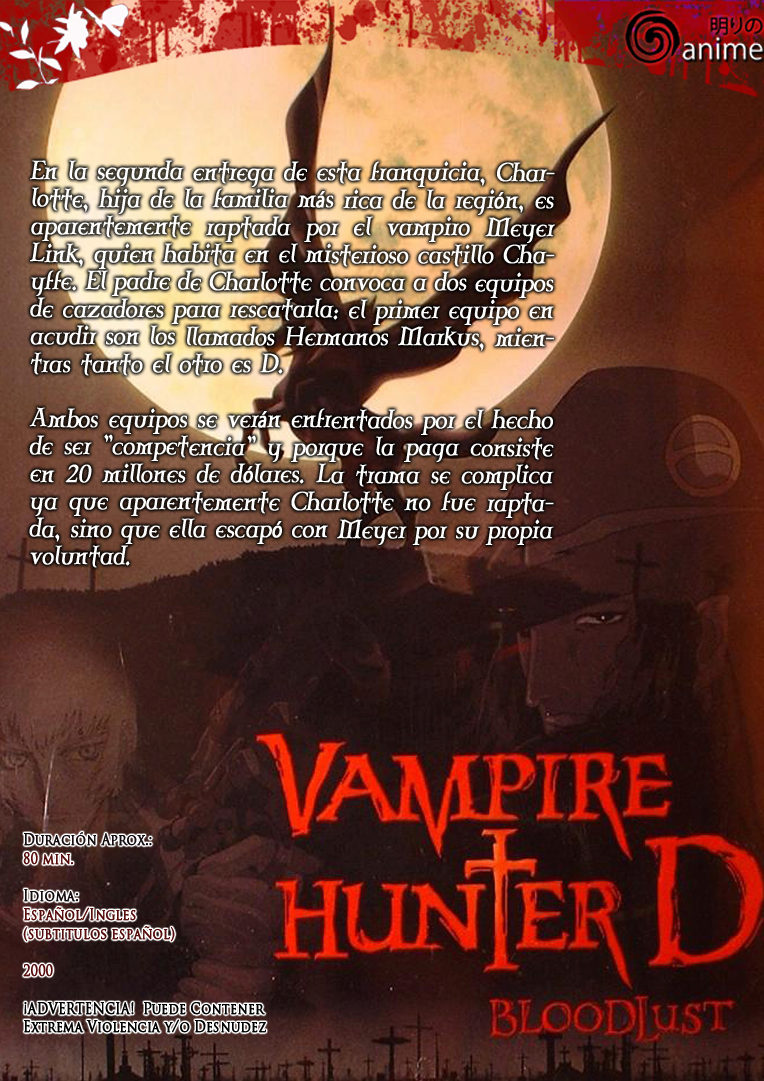 明りの
anime
En la segunda entrega de esta franquicia, Char-
lotte, hija de la familia más rica de la región, es
aparentemente raptada por el vampiro Meyer
Link, quien habita en el misterioso castillo Cha-
yffe. El padre de Charlotte convoca a dos equipos
de cazadores para rescatarla: el primer equipo en
acudir son los llamados Hermanos Markus, mien-
tras tanto el otro es D.
Ambos equipos se verán enfrentados por el hecho
de ser "competencia" y porque la paga consiste
en 20 millones de dólares. La trama se complica
ya que aparentemente Charlotte no fue rapta-
da, sino que ella escapó con Meyer por su propia
voluntad.
VAMPIRE
HUNTER D
BLOODLUST
Duración Aprox.:
80 min.
Idioma:
Español/Ingles
(subtitulos español)
2000
¡ADVERTENCIA! Puede Contener
Extrema Violencia y/o Desnudez